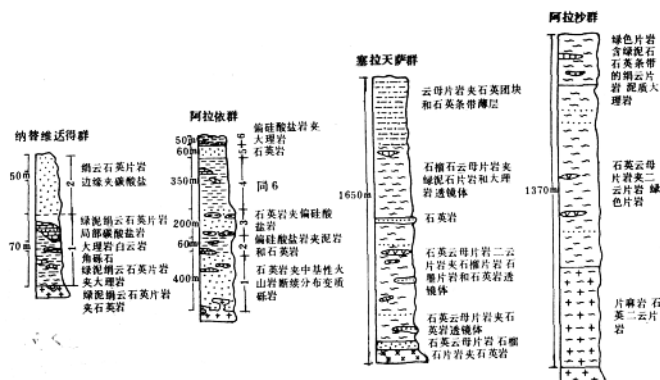 纳答维迈得群
50m
70m
2
1
绢云石英片岩
边缘夹碳酸盐
绿泥绢云石英片岩
局部碳酸盐岩
大理岩白云岩
角砾石
绿泥绢云石英片岩
夹大理岩
绿泥绢云石英片岩
夹石英岩
阿拉依群
50m
60m
350m
200m
60m
400m
6
5
4
3
2
1
偏硅酸盐岩夹
大理岩
石英岩
同6
石英岩夹偏硅酸
盐岩
偏硅酸盐岩夹泥岩
和石英岩
石英岩夹中基性火
山岩断续分布变质
砾岩
塞拉天萨群
1650m
云母片岩夹石英团块
和石英条带薄层
石榴石云母片岩夹
绿泥石片岩和大理
岩透镜体
石英岩
石英云母片岩二云
片岩夹石榴片岩石
墨片岩和石英岩透
镜体
石英云母片岩夹石
英岩透镜体
石英云母片岩 石榴
石片岩夹石英岩
阿拉沙群
1370m
绿色片岩
含绿泥石
石英条带
的绢云片
岩 泥质大
理岩
石英云母
片岩夹二
云片岩 绿
色片岩
片麻岩 石
英二云片
岩